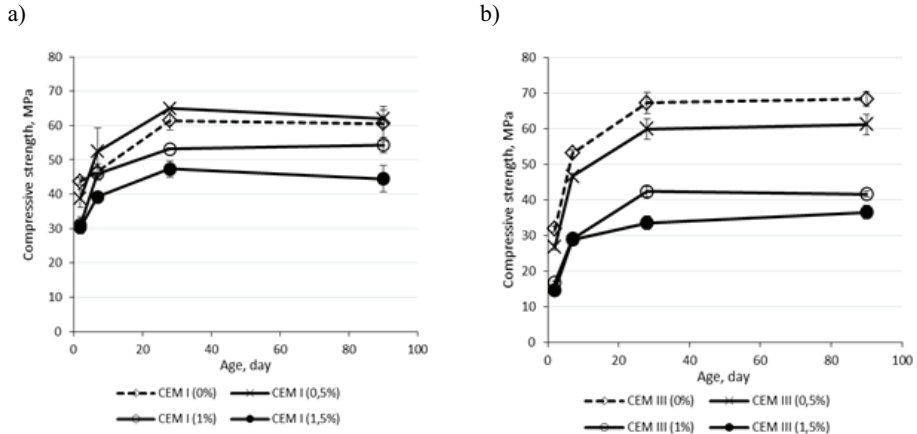 a)
b)
80
70
60
50
40
30
20
10
0
Compressive strength, MPa
0 20 40 60 80 100
Age, day
CEM I (0%) CEM I (0,5%)
CEM I (1%) CEM I (1,5%)
80
70
60
50
40
30
20
10
0
Compressive strength, MPa
0 20 40 60 80 100
Age, day
CEM III (0%) CEM III (0,5%)
CEM III (1%) CEM III (1,5%)